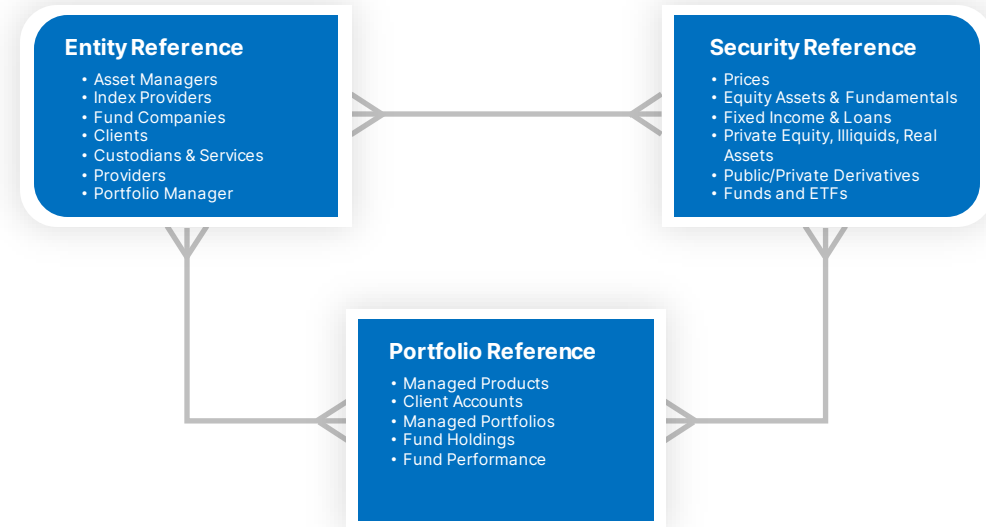 Entity Reference
• Asset Managers
• Index Providers
• Fund Companies
• Clients
• Custodians & Services
• Providers
• Portfolio Manager
Security Reference
• Prices
• Equity Assets & Fundamentals
• Fixed Income & Loans
• Private Equity, Illiquids, Real
Assets
• Public/Private Derivatives
• Funds and ETFs
Portfolio Reference
• Managed Products
• Client Accounts
• Managed Portfolios
• Fund Holdings
• Fund Performance